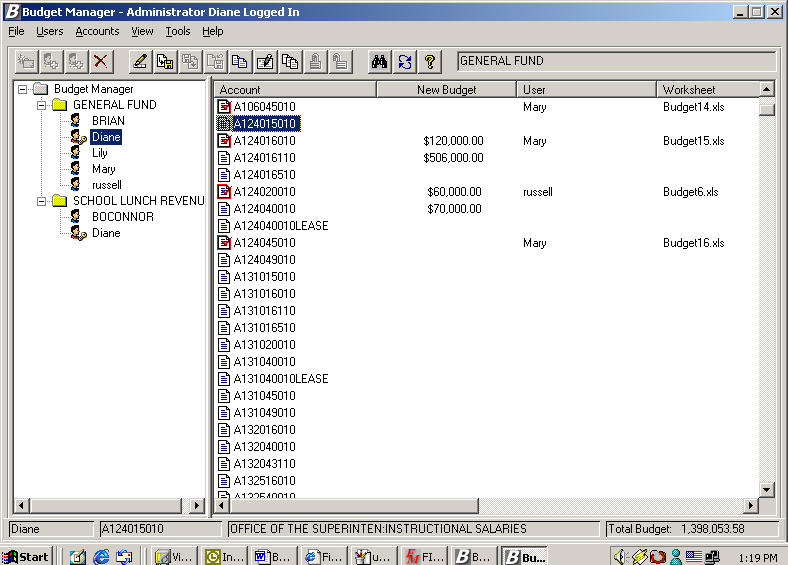 Budget Manager - Administrator Diane Logged In
File Users Accounts View Tools Help
GENERAL FUND
Budget Manager
GENERAL FUND
BRIAN
Diane
Lily
Mary
russell
SCHOOL LUNCH REVENU
BOCONNOR
Diane
Account New Budget User Worksheet
A106045010 Mary Budget14.xls
A124015010
A124016010 $120,000.00 Mary Budget15.xls
A124016110 $506,000.00
A124016510
A124020010 $60,000.00 russell Budget6.xls
A124040010 $70,000.00
A124040010LEASE
A124045010 Mary Budget16.xls
A124049010
A131015010
A131016010
A131016110
A131016510
A131020010
A131040010
A131040010LEASE
A131045010
A131049010
A132016010
A132040010
A132043110
A132516010
A132540010
Diane A124015010 OFFICE OF THE SUPERINTEN:INSTRUCTIONAL SALARIES Total Budget: 1,398,053.58
Start Vi... In... B... Fi... u... FI... B... Bu... 1:19 PM